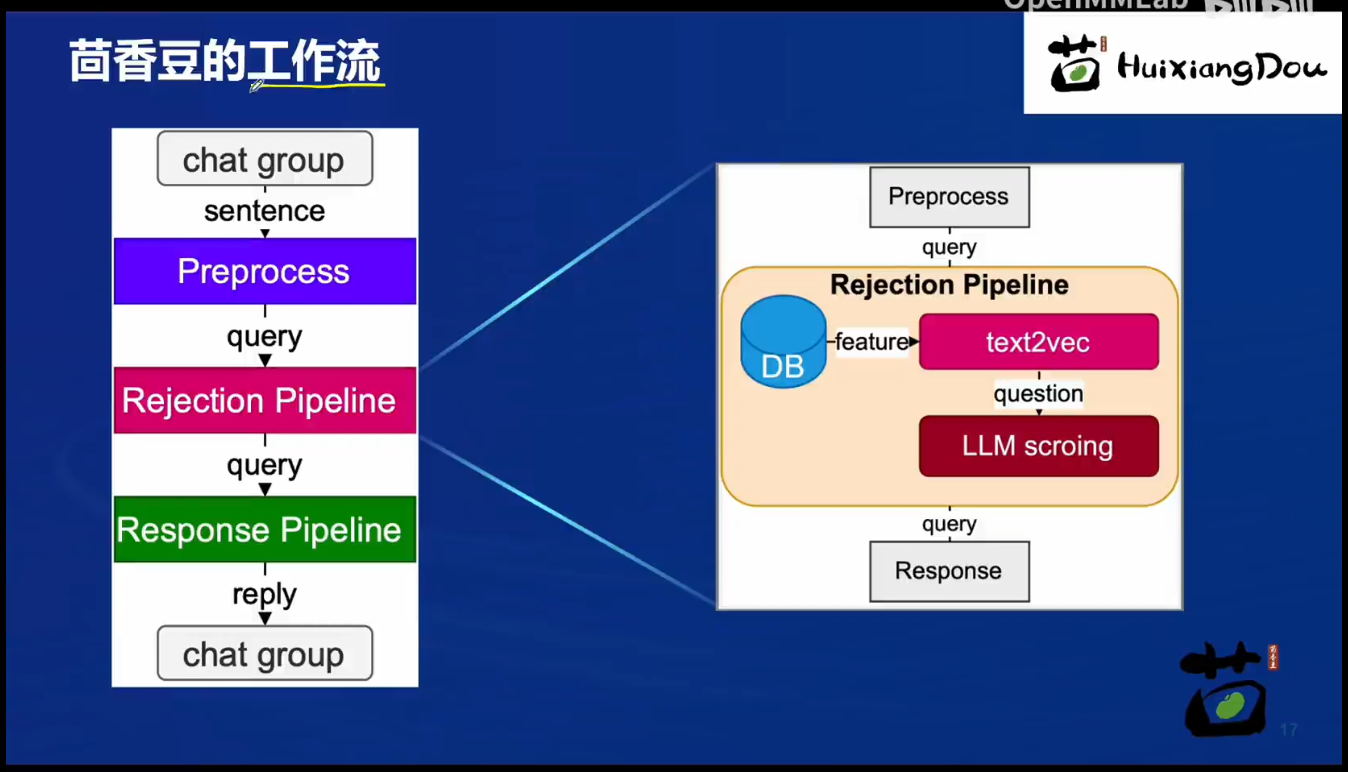 OpenMMLab
茴香豆的工作流
HuiXiangDou
chat group
sentence
Preprocess
query
Rejection Pipeline
query
Response Pipeline
reply
chat group
Preprocess
query
Rejection Pipeline
DB
feature
text2vec
question
LLM scroing
query
Response
17